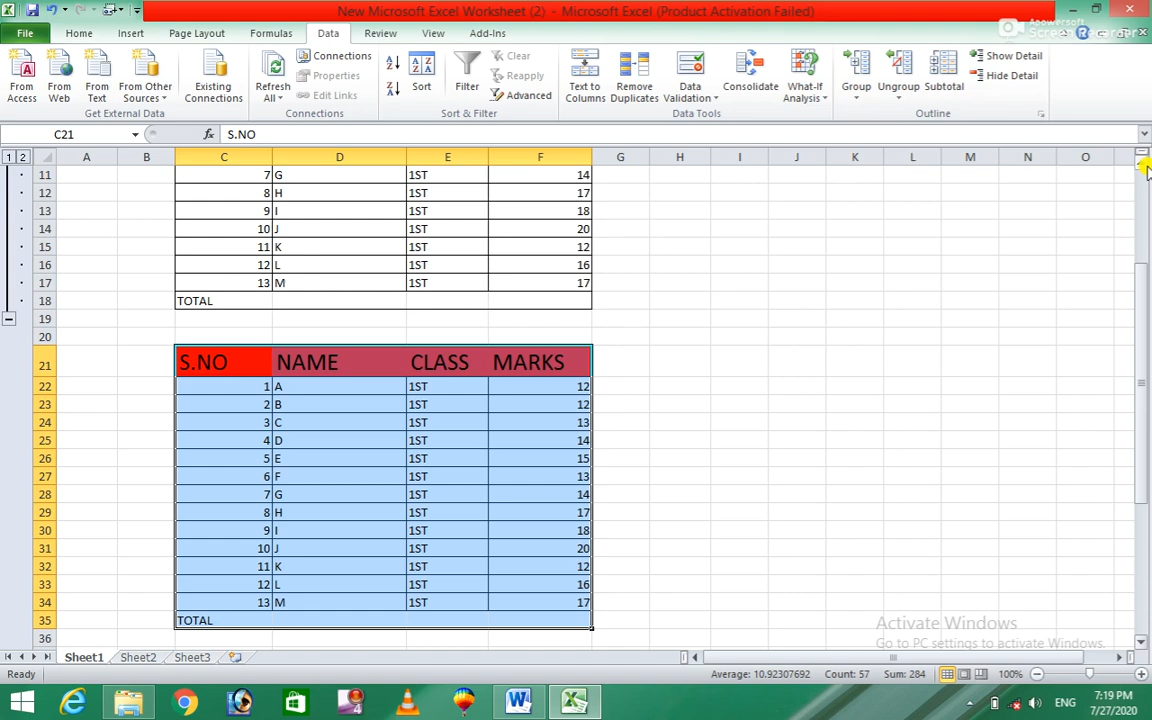 New Microsoft Excel Worksheet (2) - Microsoft Excel (Product Activation Failed)
File Home Insert Page Layout Formulas Data Review View Add-Ins
Apowersoft
Screen Recorder
From Access
From Web
From Text
From Other Sources
Existing Connections
Refresh All
Connections
Properties
Edit Links
Sort
Filter
Clear
Reapply
Advanced
Text to Columns
Remove Duplicates
Data Validation
Consolidate
What-If Analysis
Group
Ungroup
Subtotal
Show Detail
Hide Detail
Get External Data Connections Sort & Filter Data Tools Outline
C21 fx S.NO
1 2 A B C D E F G H I J K L M N O
11 7 G 1ST 14
12 8 H 1ST 17
13 9 I 1ST 18
14 10 J 1ST 20
15 11 K 1ST 12
16 12 L 1ST 16
17 13 M 1ST 17
18 TOTAL
19
20
21 S.NO NAME CLASS MARKS
22 1 A 1ST 12
23 2 B 1ST 12
24 3 C 1ST 13
25 4 D 1ST 14
26 5 E 1ST 15
27 6 F 1ST 13
28 7 G 1ST 14
29 8 H 1ST 17
30 9 I 1ST 18
31 10 J 1ST 20
32 11 K 1ST 12
33 12 L 1ST 16
34 13 M 1ST 17
35 TOTAL
36
Activate Windows
Go to PC settings to activate Windows.
Sheet1 Sheet2 Sheet3
Ready Average: 10.92307692 Count: 57 Sum: 284 100%
ENG 7:19 PM
7/27/2020